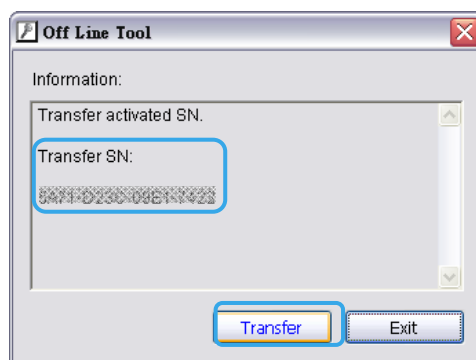 Off Line Tool
Information:
Transfer activated SN.
Transfer SN:
Transfer
Exit